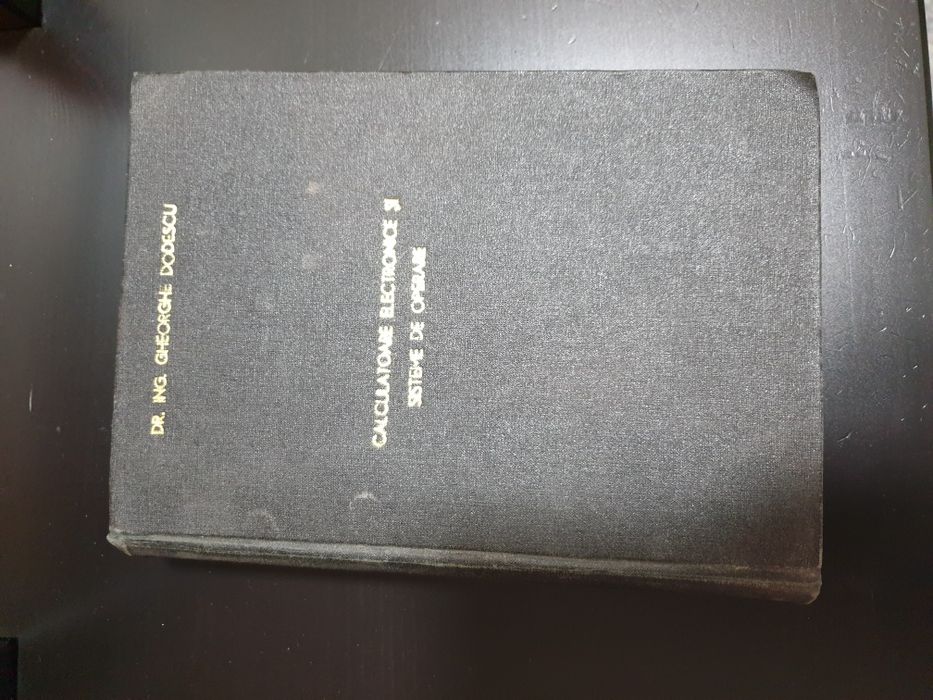 DR. ING. GHEORGHE DODESCU
CALCULATOARE ELECTRONICE ȘI
SISTEME DE OPERARE